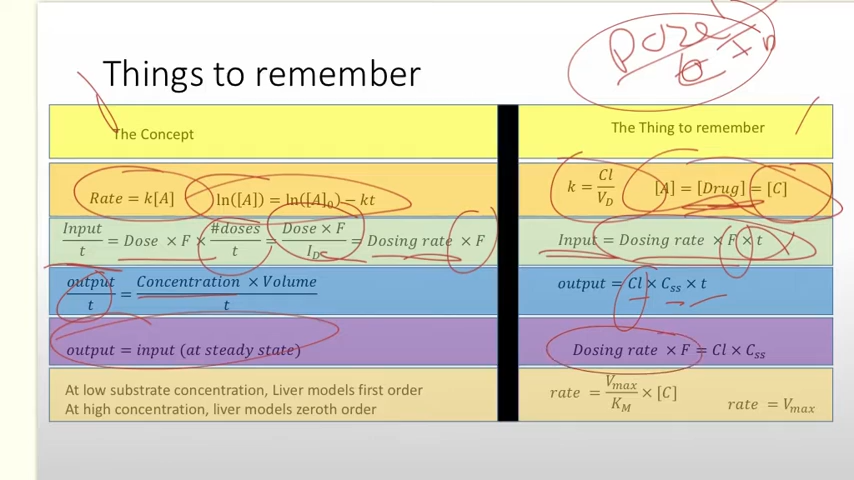 Things to remember
The Concept
The Thing to remember
Rate = k[A]
ln([A]) = ln([A]₀) − kt
k = Cl/V_D
[A] = [Drug] = [C]
Input/t = Dose × F × #doses/t = Dose × F/I_D = Dosing rate × F
Input = Dosing rate × F × t
output/t = Concentration × Volume/t
output = Cl × C_ss × t
output = input (at steady state)
Dosing rate × F = Cl × C_ss
At low substrate concentration, Liver models first order
At high concentration, liver models zeroth order
rate = V_max/K_M × [C]
rate = V_max